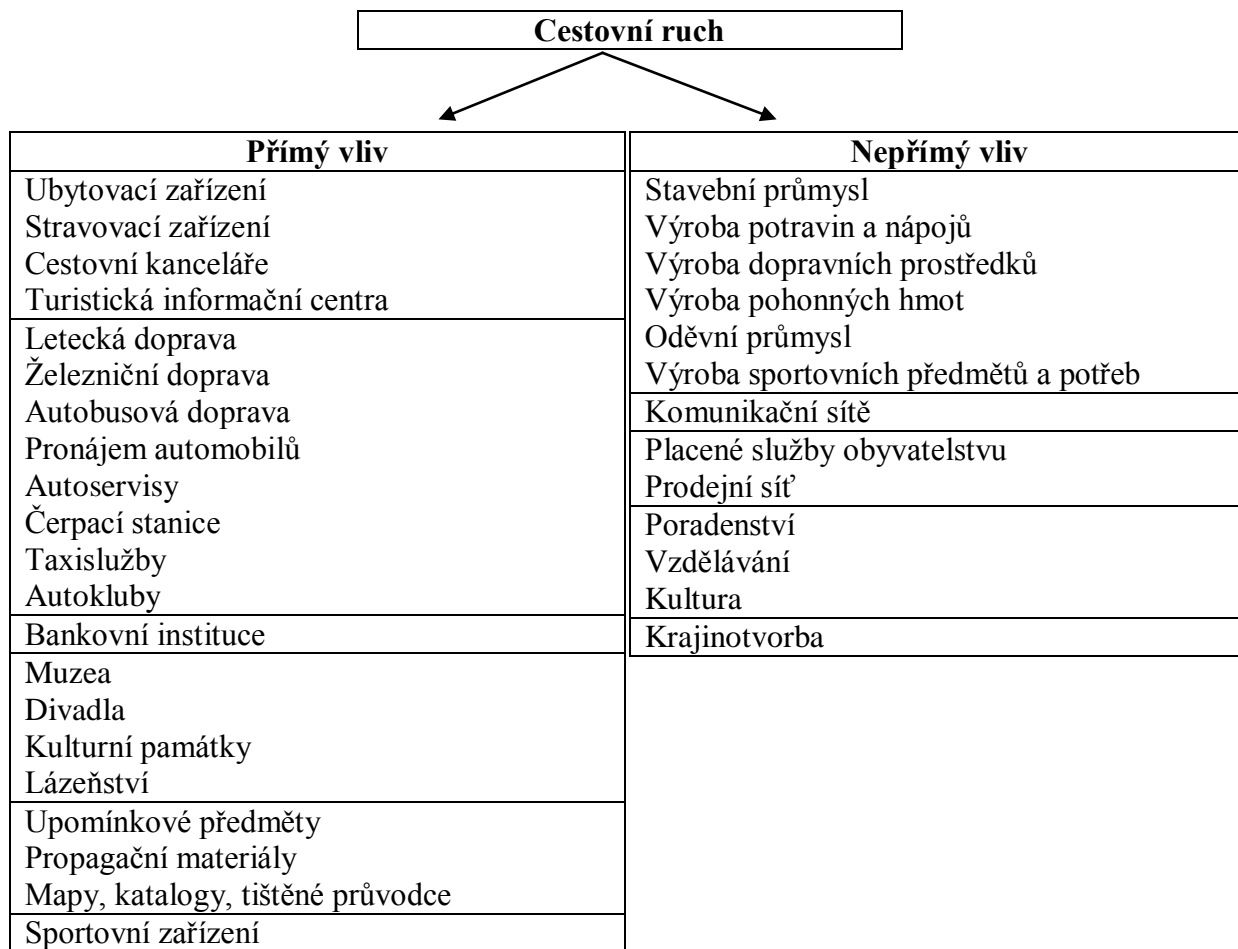 Cestovní ruch
Přímý vliv
Ubytovací zařízení
Stravovací zařízení
Cestovní kanceláře
Turistická informační centra
Letecká doprava
Železniční doprava
Autobusová doprava
Pronájem automobilů
Autoservisy
Čerpací stanice
Taxislužby
Autokluby
Bankovní instituce
Muzea
Divadla
Kulturní památky
Lázeňství
Upomínkové předměty
Propagační materiály
Mapy, katalogy, tištěné průvodce
Sportovní zařízení
Nepřímý vliv
Stavební průmysl
Výroba potravin a nápojů
Výroba dopravních prostředků
Výroba pohonných hmot
Oděvní průmysl
Výroba sportovních předmětů a potřeb
Komunikační sítě
Placené služby obyvatelstvu
Prodejní síť
Poradenství
Vzdělávání
Kultura
Krajinotvorba